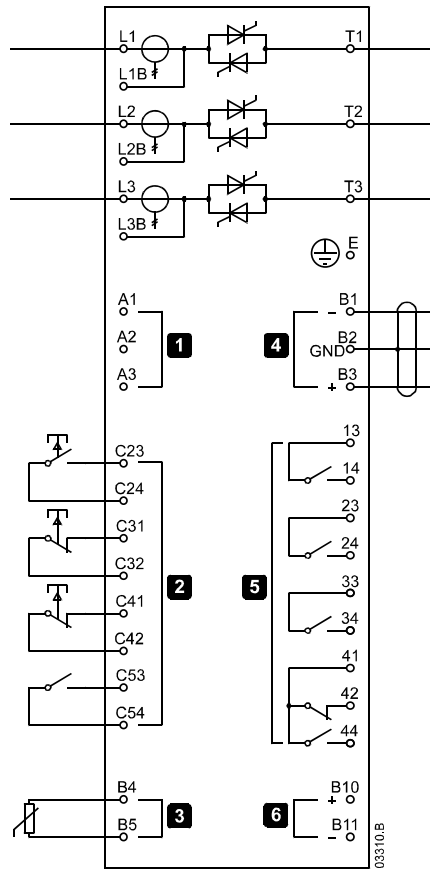 L1 T1
L1B
L2 T2
L2B
L3 T3
L3B
E
A1 B1
1 4 -
A2 B2
GND
A3 B3
+
13
C23 14
C24 23
C31 24
C32 33
2 5
C41 34
C42 41
C53 42
C54 44
B4 B10
3 6 +
B5 B11
-
03310.B